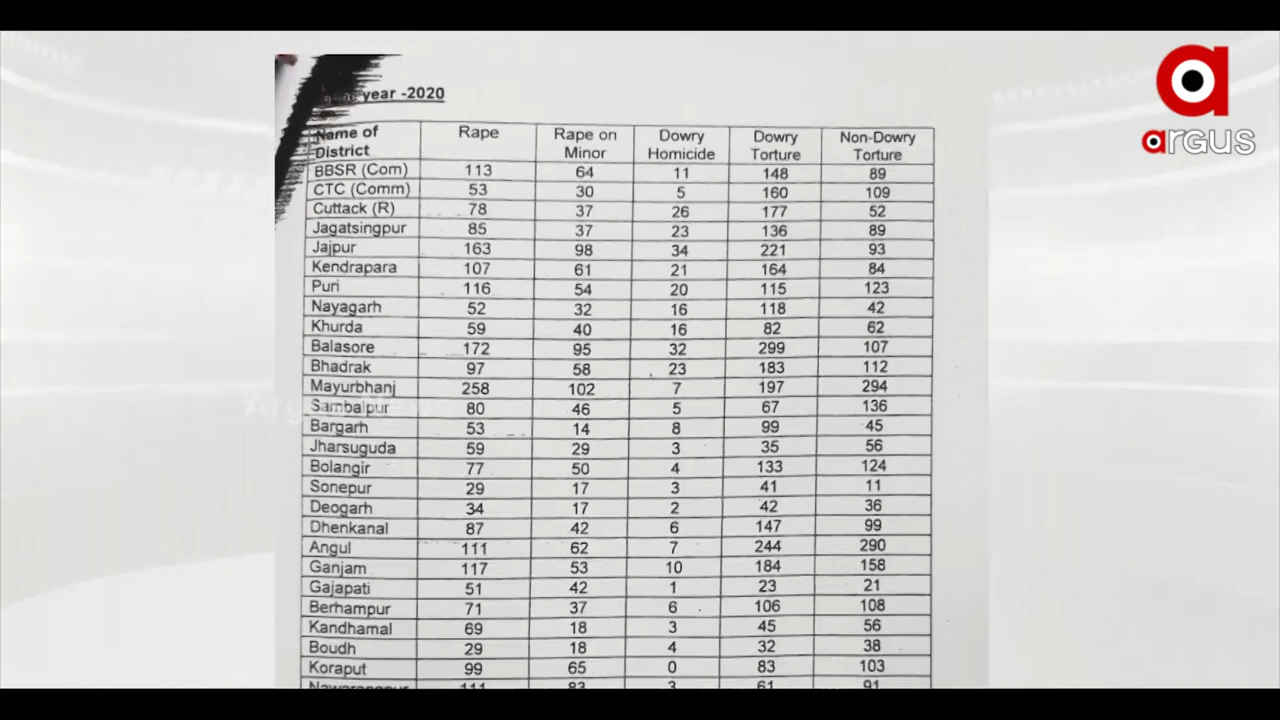 year -2020
argus
Name of District | Rape | Rape on Minor | Dowry Homicide | Dowry Torture | Non-Dowry Torture
BBSR (Com) | 113 | 64 | 11 | 148 | 89
CTC (Comm) | 53 | 30 | 5 | 160 | 109
Cuttack (R) | 78 | 37 | 26 | 177 | 52
Jagatsingpur | 85 | 37 | 23 | 136 | 89
Jajpur | 163 | 98 | 34 | 221 | 93
Kendrapara | 107 | 61 | 21 | 164 | 84
Puri | 116 | 54 | 20 | 115 | 123
Nayagarh | 52 | 32 | 16 | 118 | 42
Khurda | 59 | 40 | 16 | 82 | 62
Balasore | 172 | 95 | 32 | 299 | 107
Bhadrak | 97 | 58 | 23 | 183 | 112
Mayurbhanj | 258 | 102 | 7 | 197 | 294
Sambalpur | 80 | 46 | 5 | 67 | 136
Bargarh | 53 | 14 | 8 | 99 | 45
Jharsuguda | 59 | 29 | 3 | 35 | 56
Bolangir | 77 | 50 | 4 | 133 | 124
Sonepur | 29 | 17 | 3 | 41 | 11
Deogarh | 34 | 17 | 2 | 42 | 36
Dhenkanal | 87 | 42 | 6 | 147 | 99
Angul | 111 | 62 | 7 | 244 | 290
Ganjam | 117 | 53 | 10 | 184 | 158
Gajapati | 51 | 42 | 1 | 23 | 21
Berhampur | 71 | 37 | 6 | 106 | 108
Kandhamal | 69 | 18 | 3 | 45 | 56
Boudh | 29 | 18 | 4 | 32 | 38
Koraput | 99 | 65 | 0 | 83 | 103
111 | 83 | 3 | 61 | 91